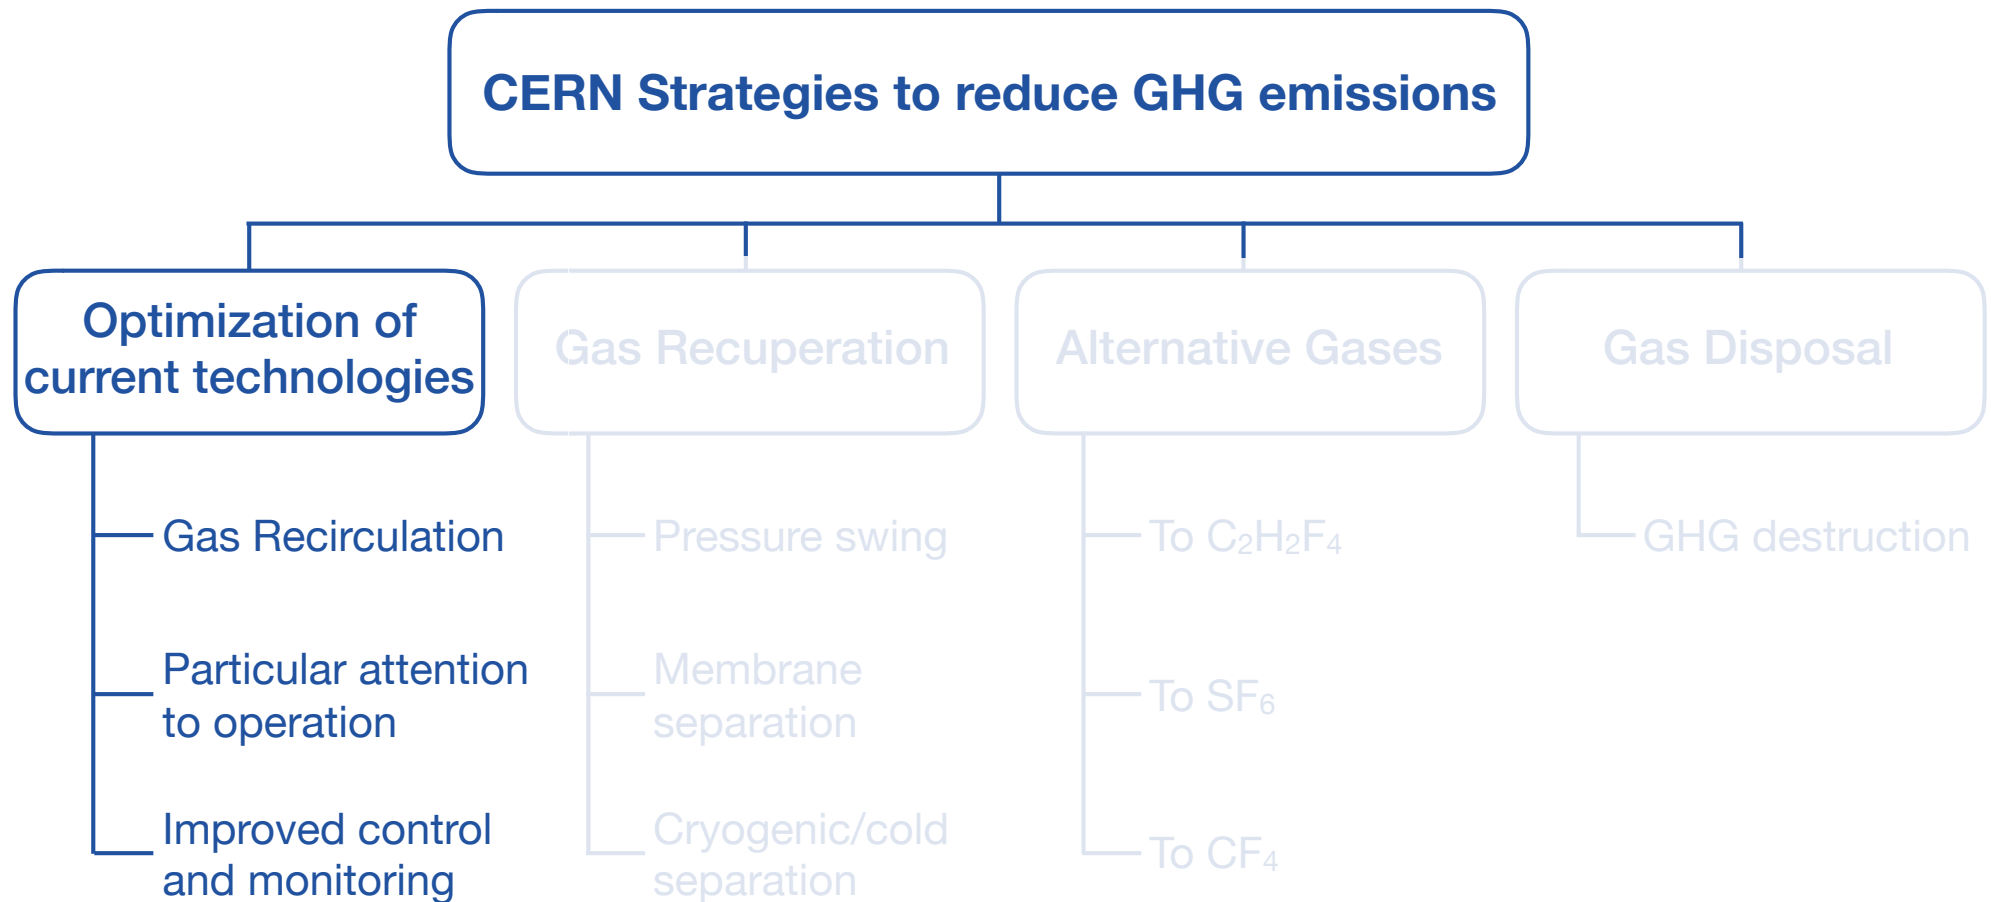 CERN Strategies to reduce GHG emissions
Optimization of
current technologies
Gas Recirculation
Particular attention
to operation
Improved control
and monitoring
Gas Recuperation
Pressure swing
Membrane
separation
Cryogenic/cold
separation
Alternative Gases
To C₂H₂F₄
To SF₆
To CF₄
Gas Disposal
GHG destruction